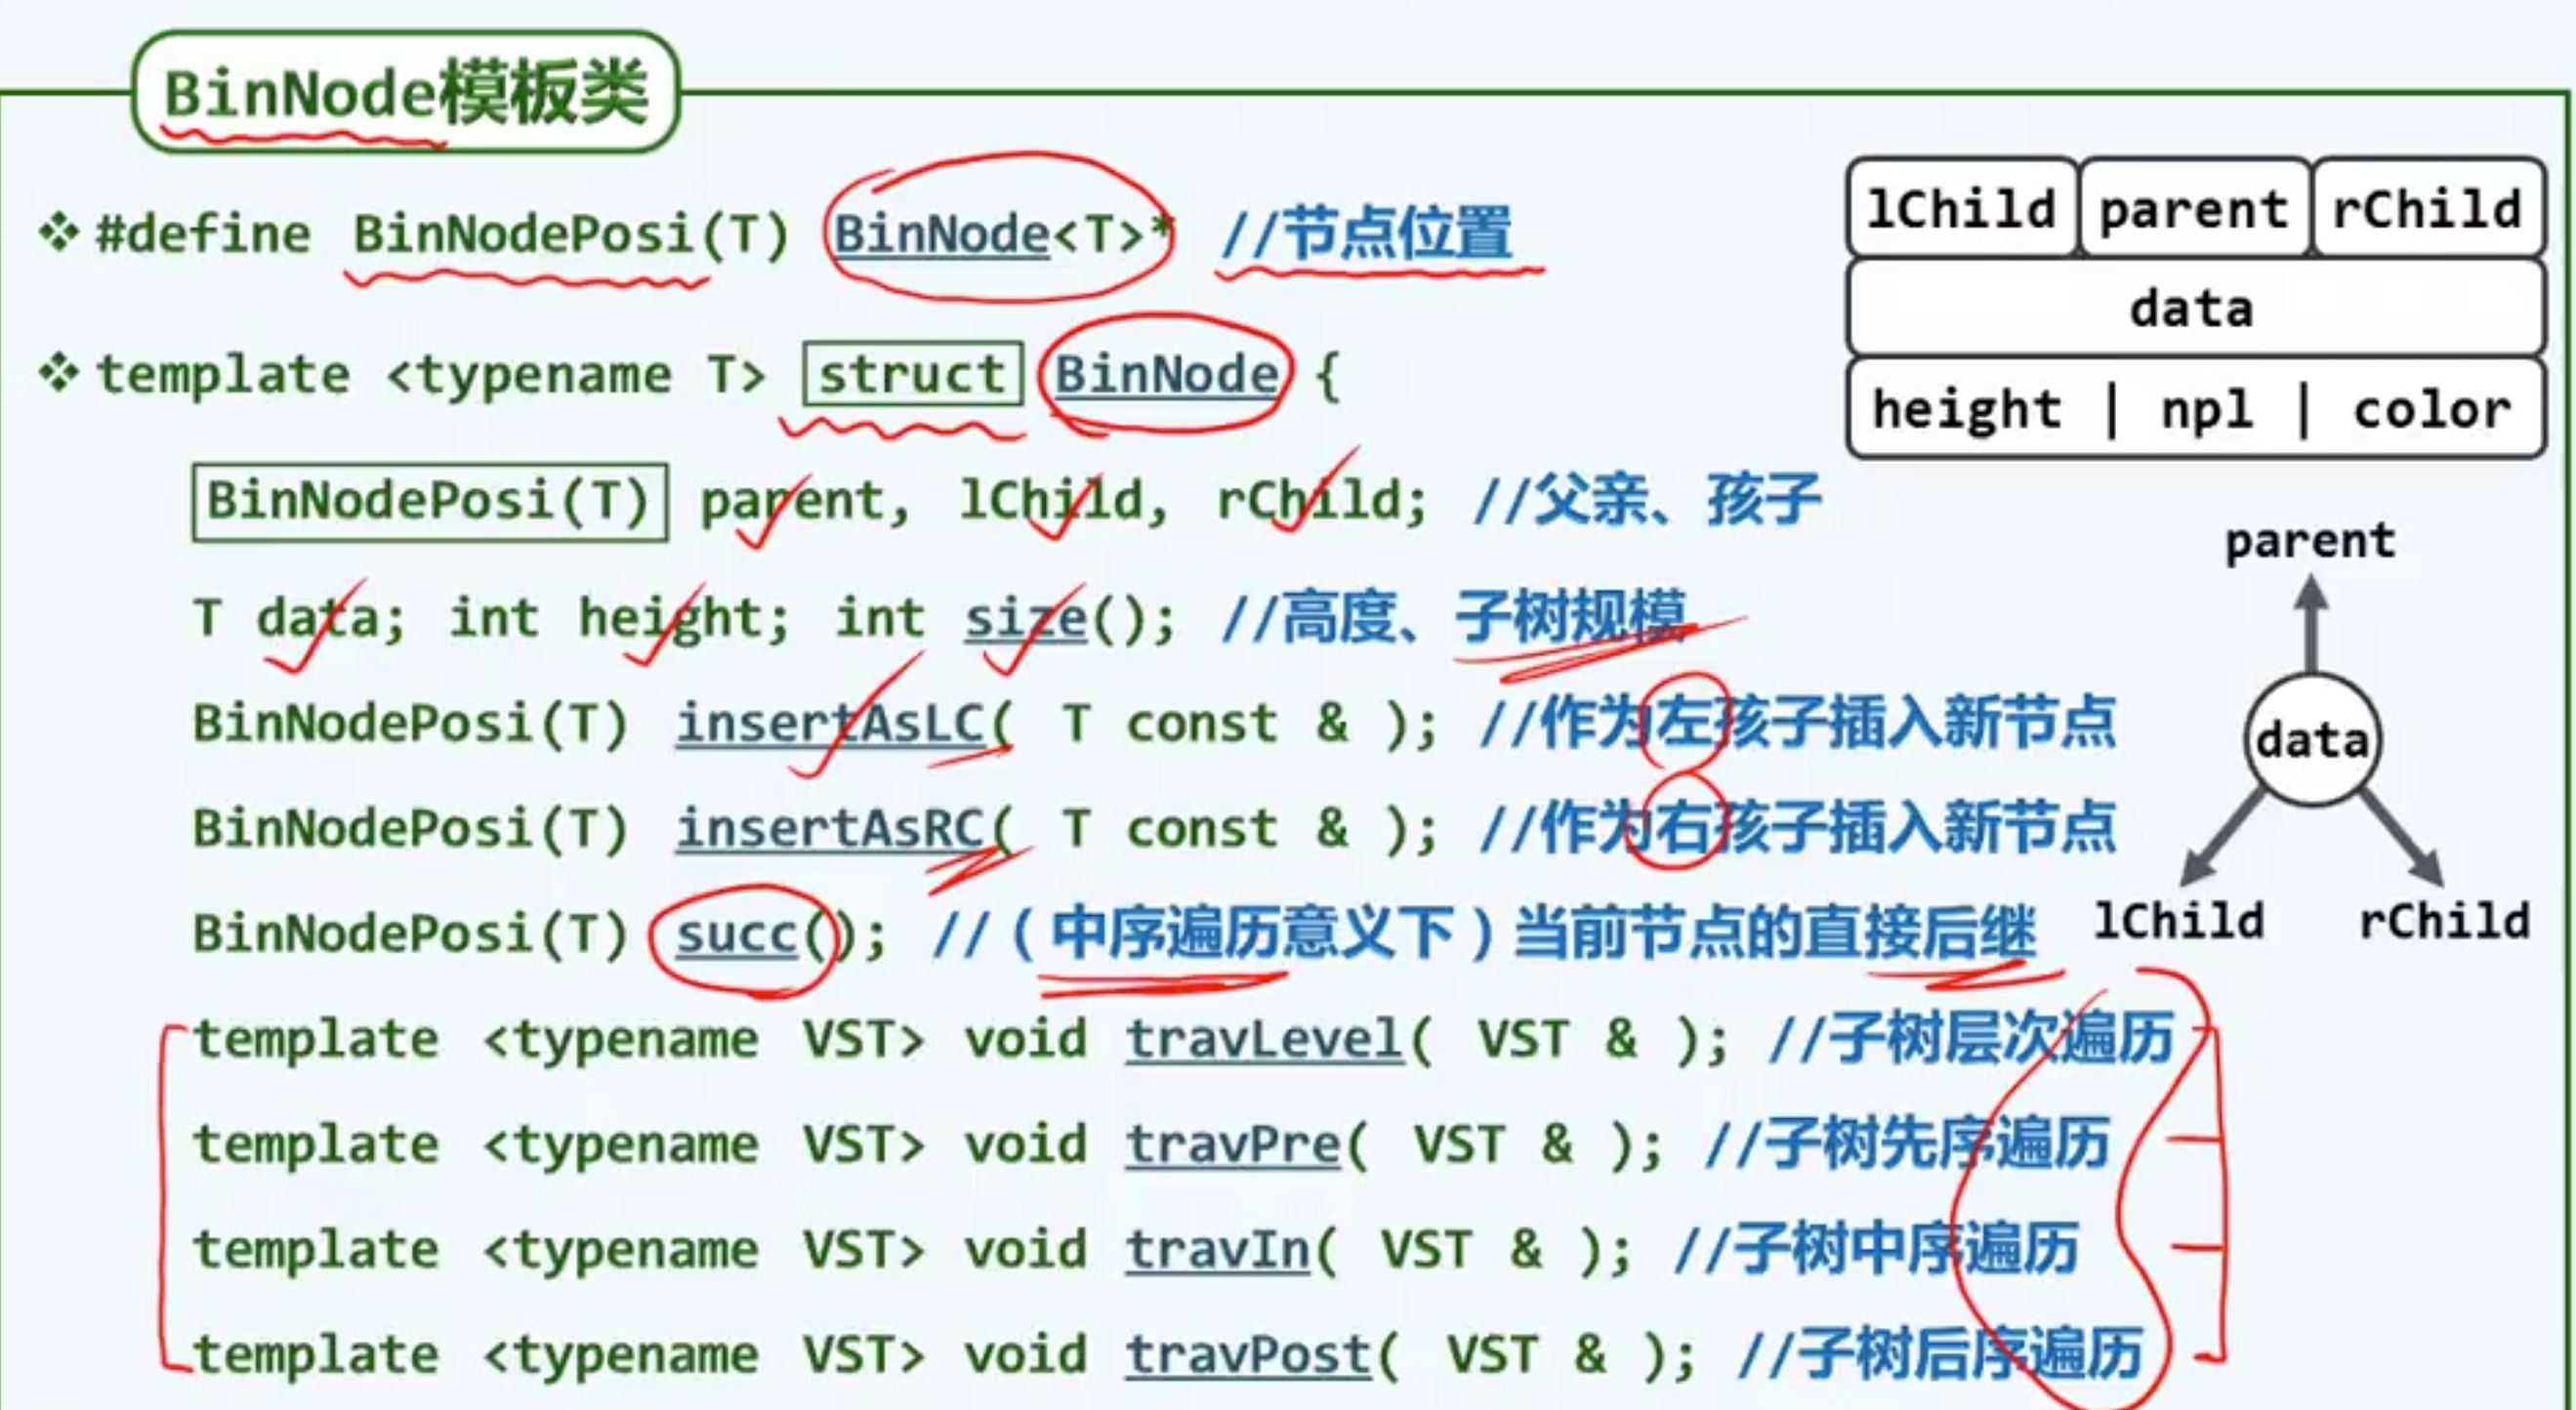 BinNode模板类
#define BinNodePosi(T) BinNode<T>* //节点位置
template <typename T> struct BinNode {
BinNodePosi(T) parent, lChild, rChild; //父亲、孩子
T data; int height; int size(); //高度、子树规模
BinNodePosi(T) insertAsLC( T const & ); //作为左孩子插入新节点
BinNodePosi(T) insertAsRC( T const & ); //作为右孩子插入新节点
BinNodePosi(T) succ(); //(中序遍历意义下)当前节点的直接后继
template <typename VST> void travLevel( VST & ); //子树层次遍历
template <typename VST> void travPre( VST & ); //子树先序遍历
template <typename VST> void travIn( VST & ); //子树中序遍历
template <typename VST> void travPost( VST & ); //子树后序遍历
lChild parent rChild
data
height | npl | color
parent
data
lChild rChild